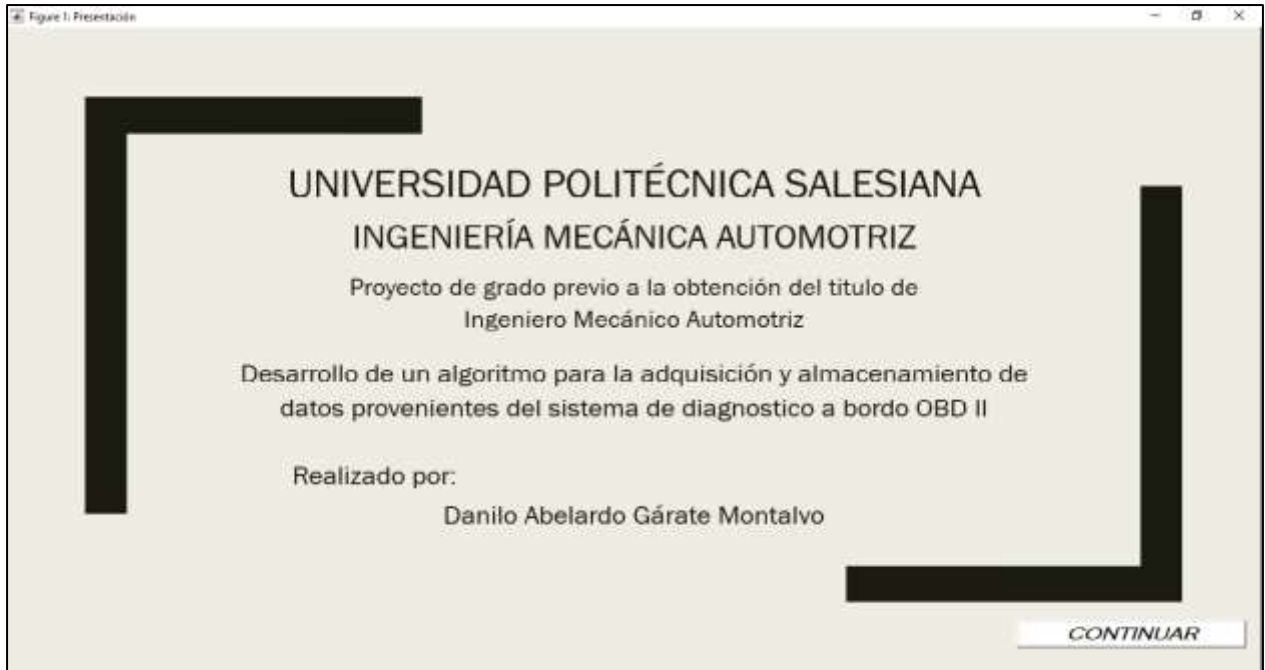 Figure 1: Presentación
UNIVERSIDAD POLITÉCNICA SALESIANA
INGENIERÍA MECÁNICA AUTOMOTRIZ
Proyecto de grado previo a la obtención del titulo de
Ingeniero Mecánico Automotriz
Desarrollo de un algoritmo para la adquisición y almacenamiento de
datos provenientes del sistema de diagnostico a bordo OBD II
Realizado por:
Danilo Abelardo Gárate Montalvo
CONTINUAR